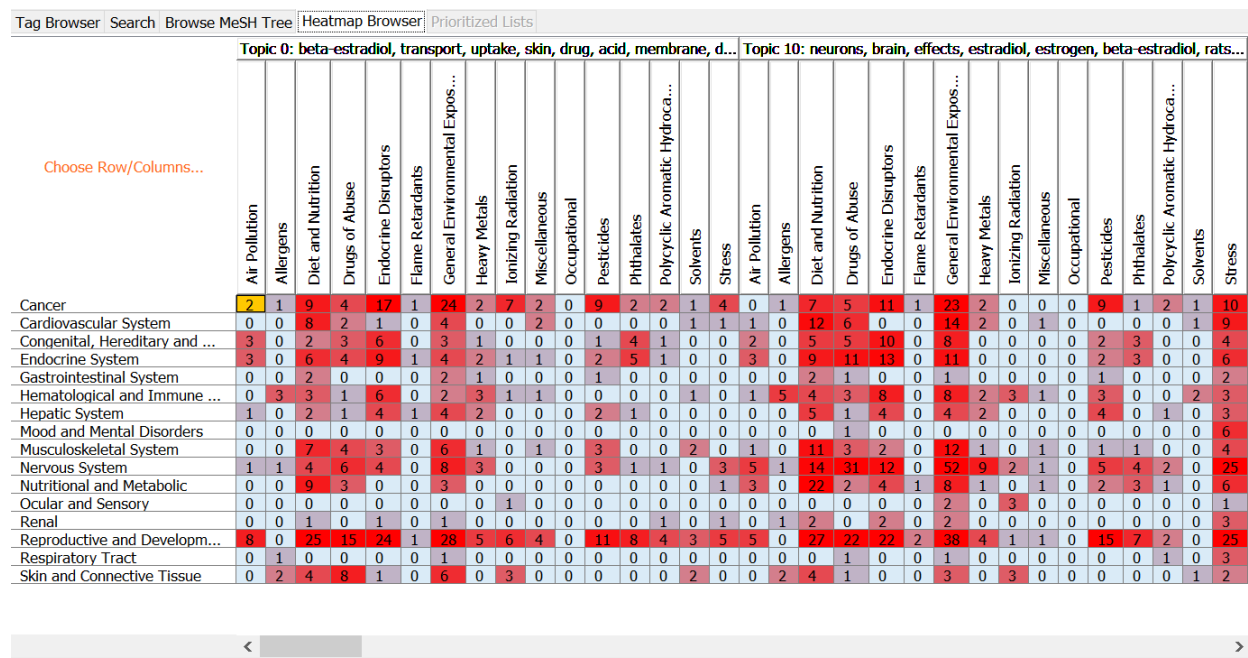 Tag Browser Search Browse MeSH Tree Heatmap Browser Prioritized Lists
Topic 0: beta-estradiol, transport, uptake, skin, drug, acid, membrane, d... Topic 10: neurons, brain, effects, estradiol, estrogen, beta-estradiol, rats...
Choose Row/Columns...
Air Pollution
Allergens
Diet and Nutrition
Drugs of Abuse
Endocrine Disruptors
Flame Retardants
General Environmental Expos...
Heavy Metals
Ionizing Radiation
Miscellaneous
Occupational
Pesticides
Phthalates
Polycyclic Aromatic Hydroca...
Solvents
Stress
Air Pollution
Allergens
Diet and Nutrition
Drugs of Abuse
Endocrine Disruptors
Flame Retardants
General Environmental Expos...
Heavy Metals
Ionizing Radiation
Miscellaneous
Occupational
Pesticides
Phthalates
Polycyclic Aromatic Hydroca...
Solvents
Stress
Cancer 2 1 9 4 17 1 24 2 7 2 0 9 2 2 1 4 0 1 7 5 11 1 23 2 0 0 0 9 1 2 1 10
Cardiovascular System 0 0 8 2 1 0 4 0 0 2 0 0 0 0 1 1 1 0 12 6 0 0 14 2 0 1 0 0 0 0 1 9
Congenital, Hereditary and ... 3 0 2 3 6 0 3 1 0 0 0 1 4 1 0 0 2 0 5 5 10 0 8 0 0 0 0 2 3 0 0 4
Endocrine System 3 0 6 4 9 1 4 2 1 1 0 2 5 1 0 0 3 0 9 11 13 0 11 0 0 0 0 2 3 0 0 6
Gastrointestinal System 0 0 2 0 0 0 2 1 0 0 0 1 0 0 0 0 0 0 2 1 0 0 1 0 0 0 0 1 0 0 0 2
Hematological and Immune ... 0 3 3 1 6 0 2 3 1 1 0 0 0 0 1 0 1 5 4 3 8 0 8 2 3 1 0 3 0 0 2 3
Hepatic System 1 0 2 1 4 1 4 2 0 0 0 2 1 0 0 0 0 0 5 1 4 0 4 2 0 0 0 4 0 1 0 3
Mood and Mental Disorders 0 0 0 0 0 0 0 0 0 0 0 0 0 0 0 0 0 0 0 1 0 0 0 0 0 0 0 0 0 0 0 6
Musculoskeletal System 0 0 7 4 3 0 6 1 0 1 0 3 0 0 2 0 1 0 11 3 2 0 12 1 0 1 0 1 1 0 0 4
Nervous System 1 1 4 6 4 0 8 3 0 0 0 3 1 1 0 3 5 1 14 31 12 0 52 9 2 1 0 5 4 2 0 25
Nutritional and Metabolic 0 0 9 3 0 0 3 0 0 0 0 0 0 0 0 1 3 0 22 2 4 1 8 1 0 1 0 2 3 1 0 6
Ocular and Sensory 0 0 0 0 0 0 0 0 1 0 0 0 0 0 0 0 0 0 0 0 0 0 2 0 3 0 0 0 0 0 0 1
Renal 0 0 1 0 1 0 1 0 0 0 0 0 0 1 0 1 0 1 2 0 2 0 2 0 0 0 0 0 0 0 0 3
Reproductive and Developm... 8 0 25 15 24 1 28 5 6 4 0 11 8 4 3 5 5 0 27 22 22 2 38 4 1 1 0 15 7 2 0 25
Respiratory Tract 0 1 0 0 0 0 1 0 0 0 0 0 0 0 0 0 0 0 0 1 0 0 1 0 0 0 0 0 0 1 0 3
Skin and Connective Tissue 0 2 4 8 1 0 6 0 3 0 0 0 0 0 2 0 0 2 4 1 0 0 3 0 3 0 0 0 0 0 1 2